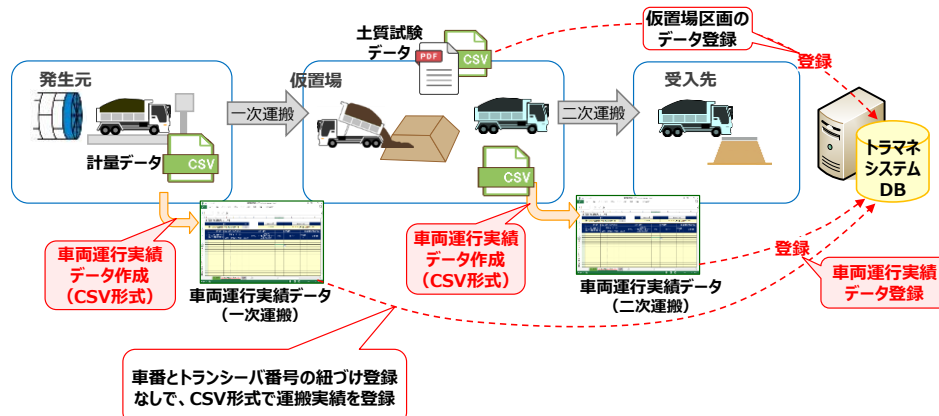 土質試験
データ
PDF
CSV
仮置場区画の
データ登録
登録
発生元
計量データ
CSV
一次運搬
仮置場
CSV
二次運搬
受入先
トラマネ
システム
DB
車両運行実績
データ作成
（CSV形式）
車両運行実績データ
（一次運搬）
車両運行実績
データ作成
（CSV形式）
車両運行実績データ
（二次運搬）
登録
車両運行実績
データ登録
車番とトランシーバ番号の紐づけ登録
なしで、CSV形式で運搬実績を登録